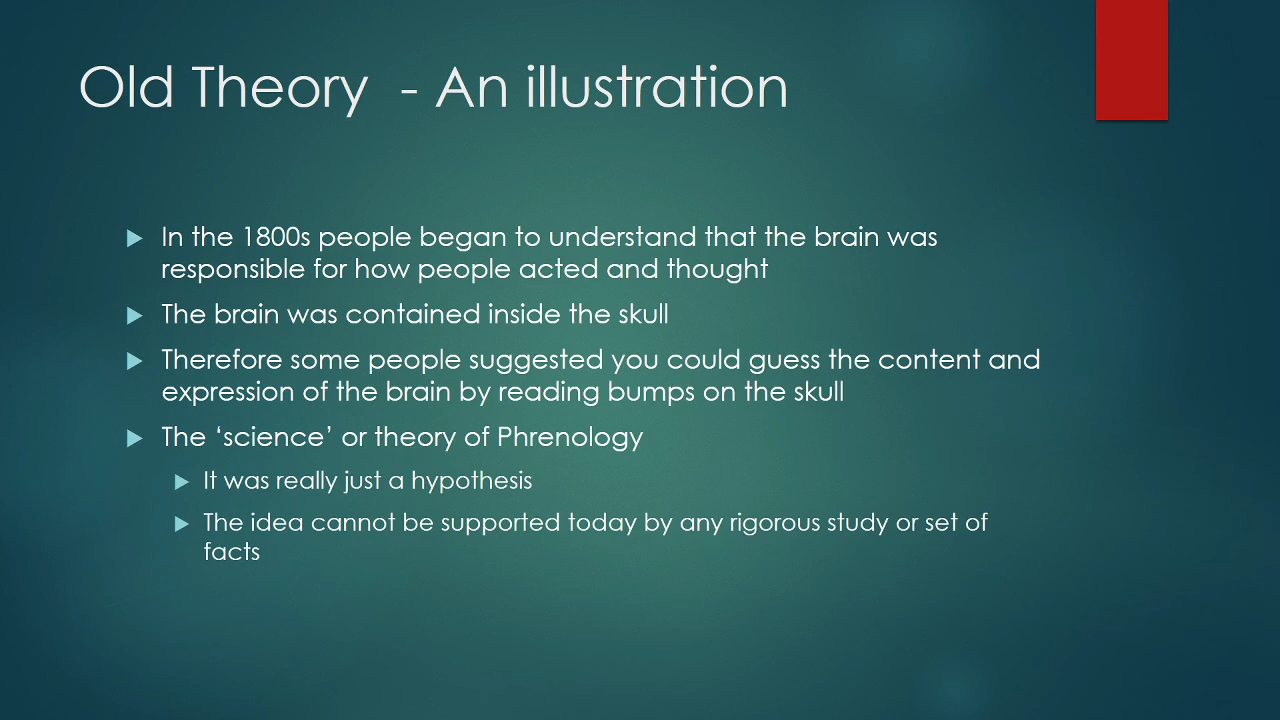 Old Theory  - An illustration
In the 1800s people began to understand that the brain was
responsible for how people acted and thought
The brain was contained inside the skull
Therefore some people suggested you could guess the content and
expression of the brain by reading bumps on the skull
The ‘science’ or theory of Phrenology
It was really just a hypothesis
The idea cannot be supported today by any rigorous study or set of
facts